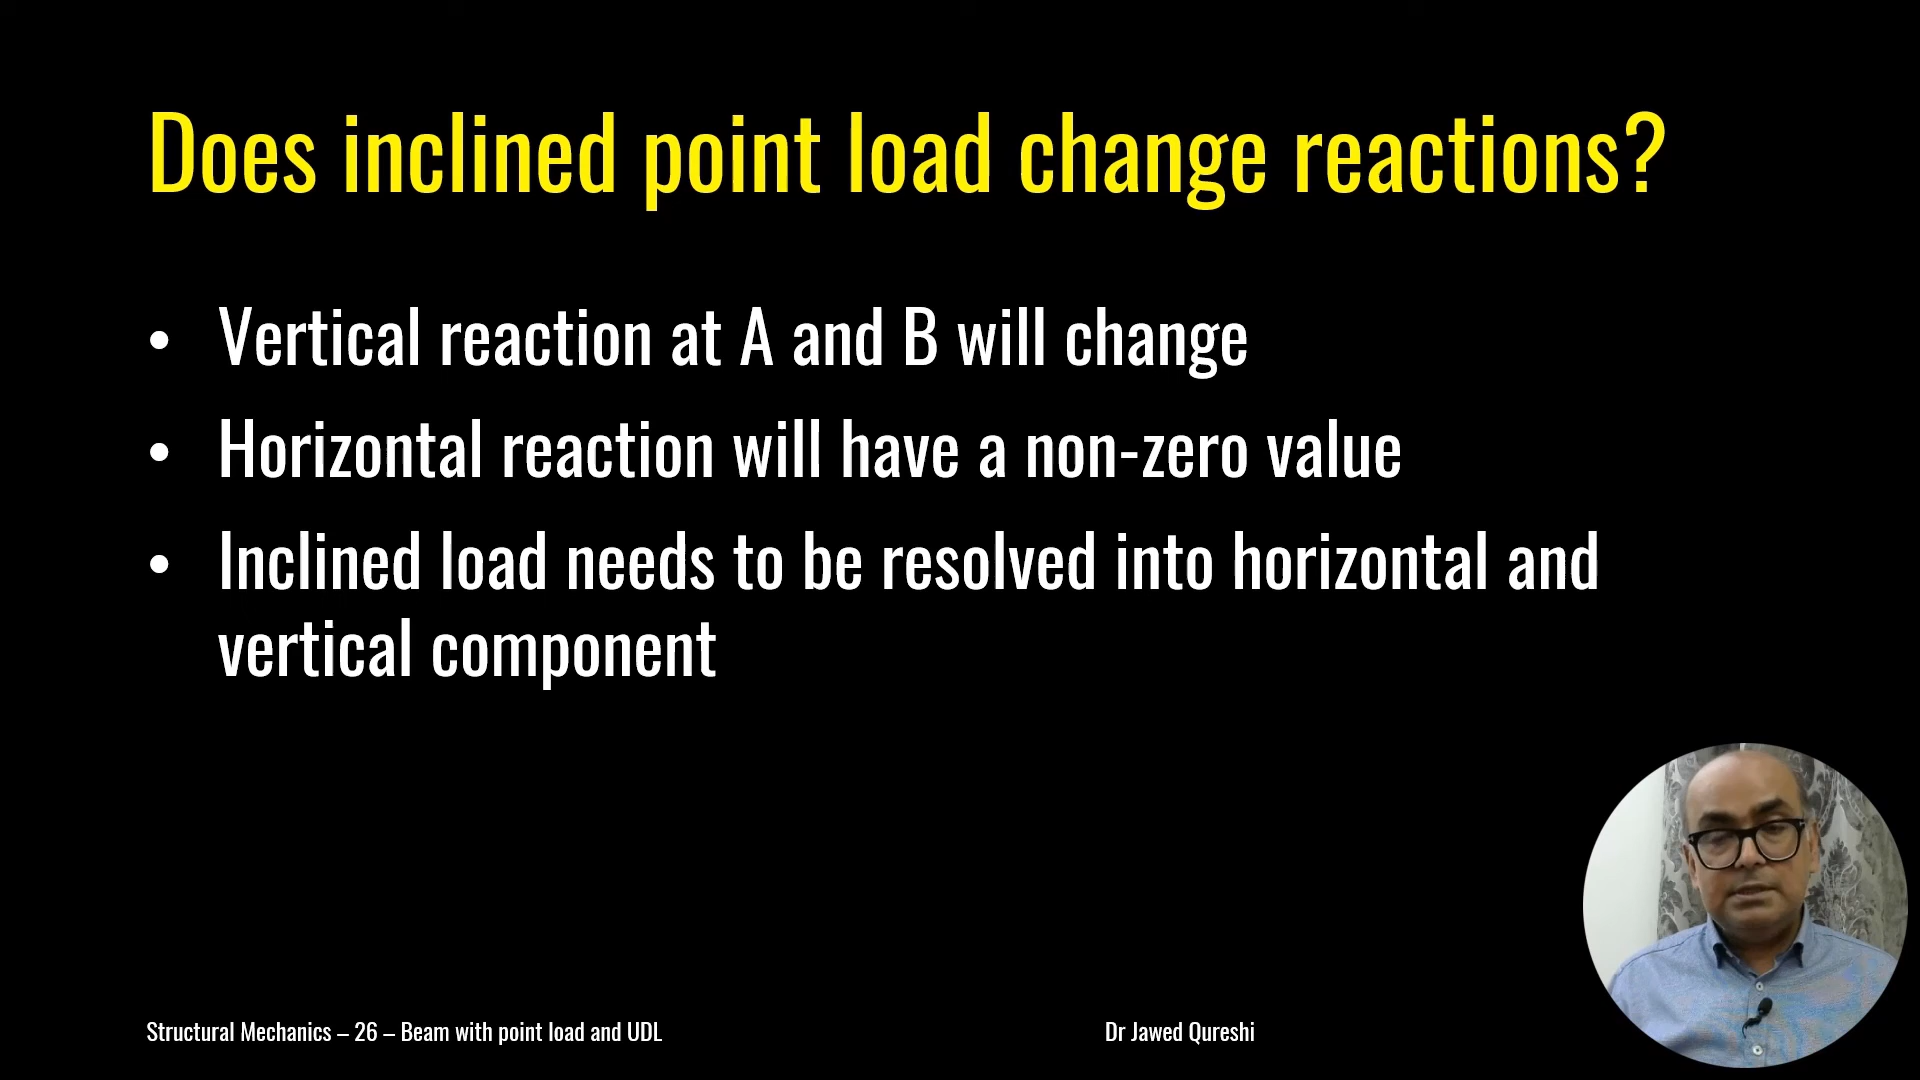 Does inclined point load change reactions?
• Vertical reaction at A and B will change
• Horizontal reaction will have a non-zero value
• Inclined load needs to be resolved into horizontal and
vertical component
Structural Mechanics – 26 – Beam with point load and UDL
Dr Jawed Qureshi